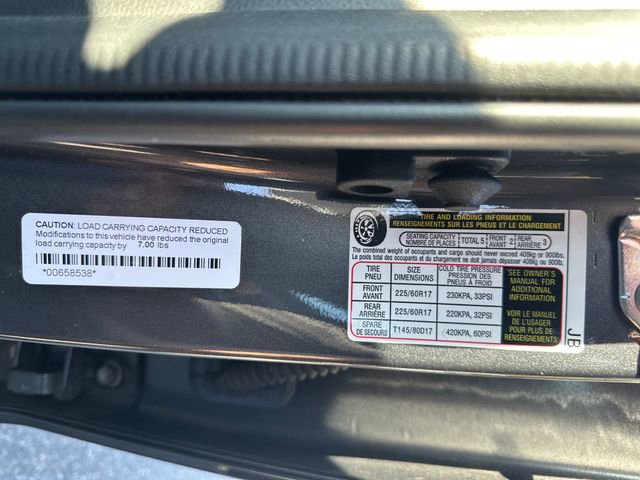 CAUTION: LOAD CARRYING CAPACITY REDUCED
Modifications to this vehicle have reduced the original
load carrying capacity by 7.00 lbs
*00658538*
TIRE AND LOADING INFORMATION
RENSEIGNEMENTS SUR LES PNEUS ET LE CHARGEMENT
SEATING CAPACITY
NOMBRE DE PLACES
TOTAL 5
FRONT
AVANT 2
REAR
ARRIÈRE 3
The combined weight of occupants and cargo should never exceed 408kg or 900lbs.
Le poids total des occupants et du chargement ne doit jamais dépasser 408kg ou 900lb.
TIRE
PNEU
SIZE
DIMENSIONS
COLD TIRE PRESSURE
PRESSION DES
PNEUS À FROID
FRONT
AVANT
225/60R17
230KPA, 33PSI
REAR
ARRIÈRE
225/60R17
220KPA, 32PSI
SPARE
DE SECOURS
T145/80D17
420KPA, 60PSI
SEE OWNER'S
MANUAL FOR
ADDITIONAL
INFORMATION
VOIR LE MANUEL
DE L'USAGER
POUR PLUS DE
RENSEIGNEMENTS
JB